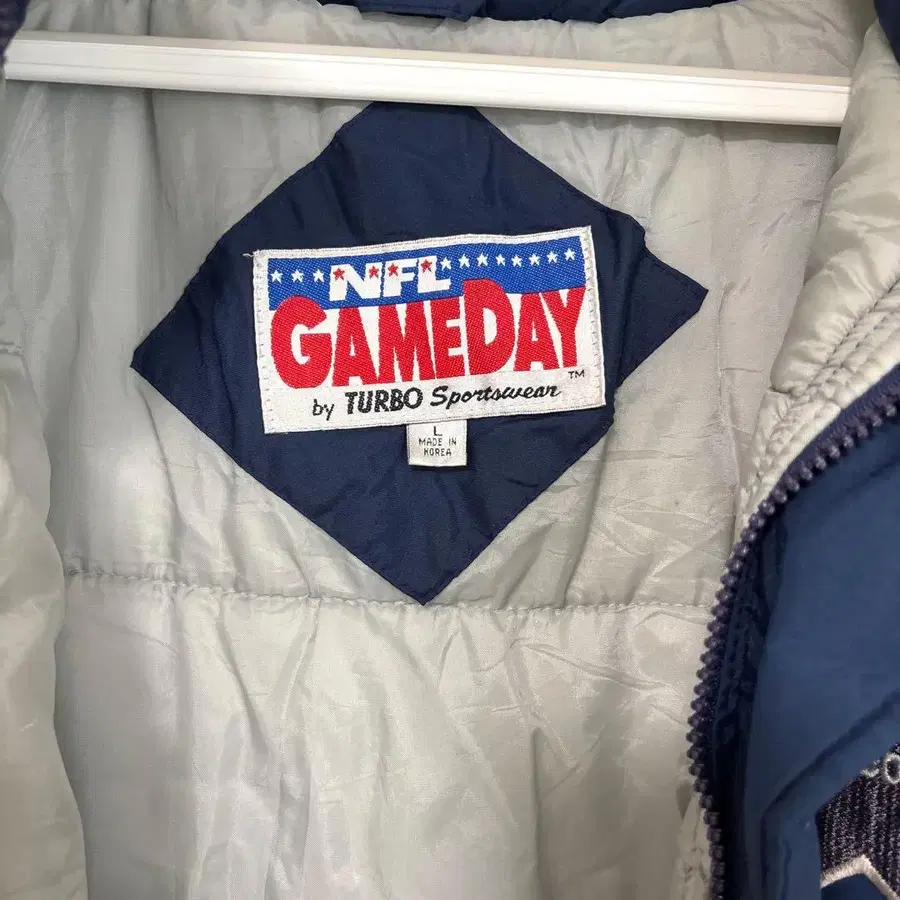 NFL
GAMEDAY
by TURBO Sportswear™
L
MADE IN
KOREA